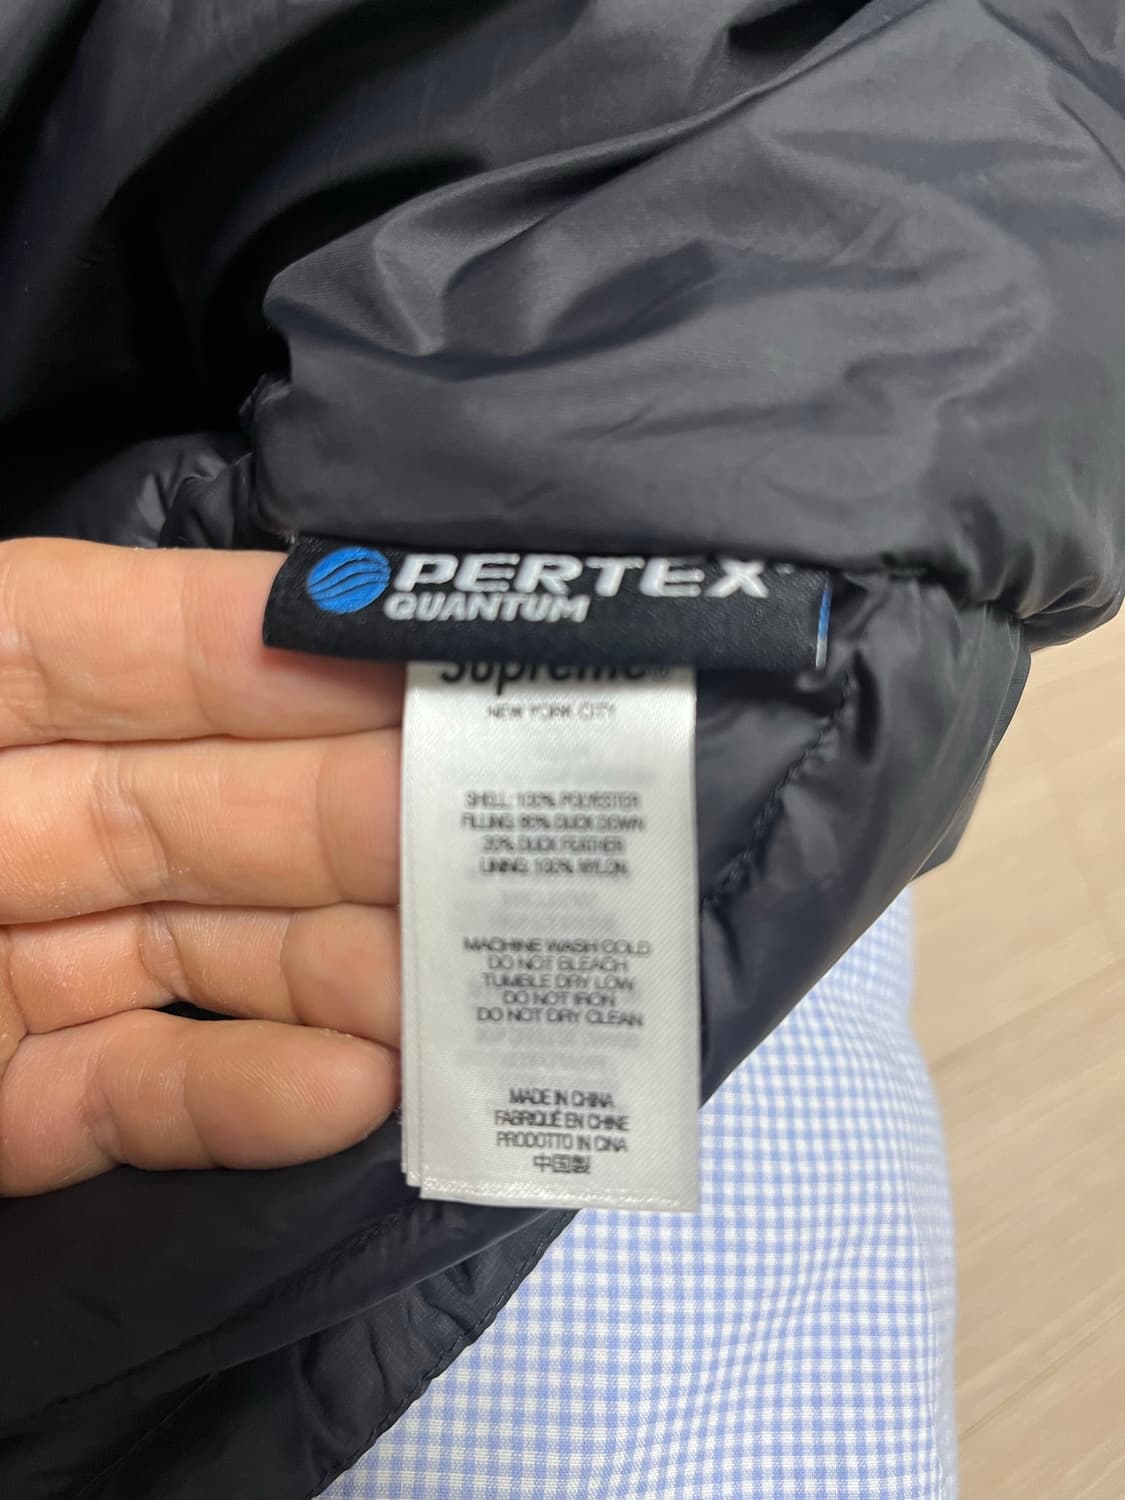 PERTEX
QUANTUM
Supreme®
NEW YORK CITY
SHELL: 100% POLYESTER
FILLING: 80% DUCK DOWN
20% DUCK FEATHER
LINING: 100% NYLON
MACHINE WASH COLD
DO NOT BLEACH
TUMBLE DRY LOW
DO NOT IRON
DO NOT DRY CLEAN
MADE IN CHINA
FABRIQUÉ EN CHINE
PRODOTTO IN CINA
中国製